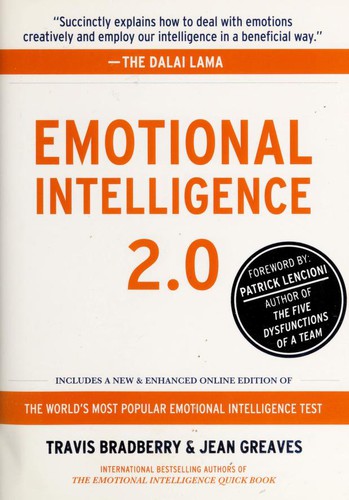 "Succinctly explains how to deal with emotions
creatively and employ our intelligence in a beneficial way."
—THE DALAI LAMA
EMOTIONAL
INTELLIGENCE
2.0
FOREWORD BY:
PATRICK LENCIONI
AUTHOR OF
THE FIVE
DYSFUNCTIONS
OF A TEAM
INCLUDES A NEW & ENHANCED ONLINE EDITION OF
THE WORLD'S MOST POPULAR EMOTIONAL INTELLIGENCE TEST
TRAVIS BRADBERRY & JEAN GREAVES
INTERNATIONAL BESTSELLING AUTHORS OF
THE EMOTIONAL INTELLIGENCE QUICK BOOK